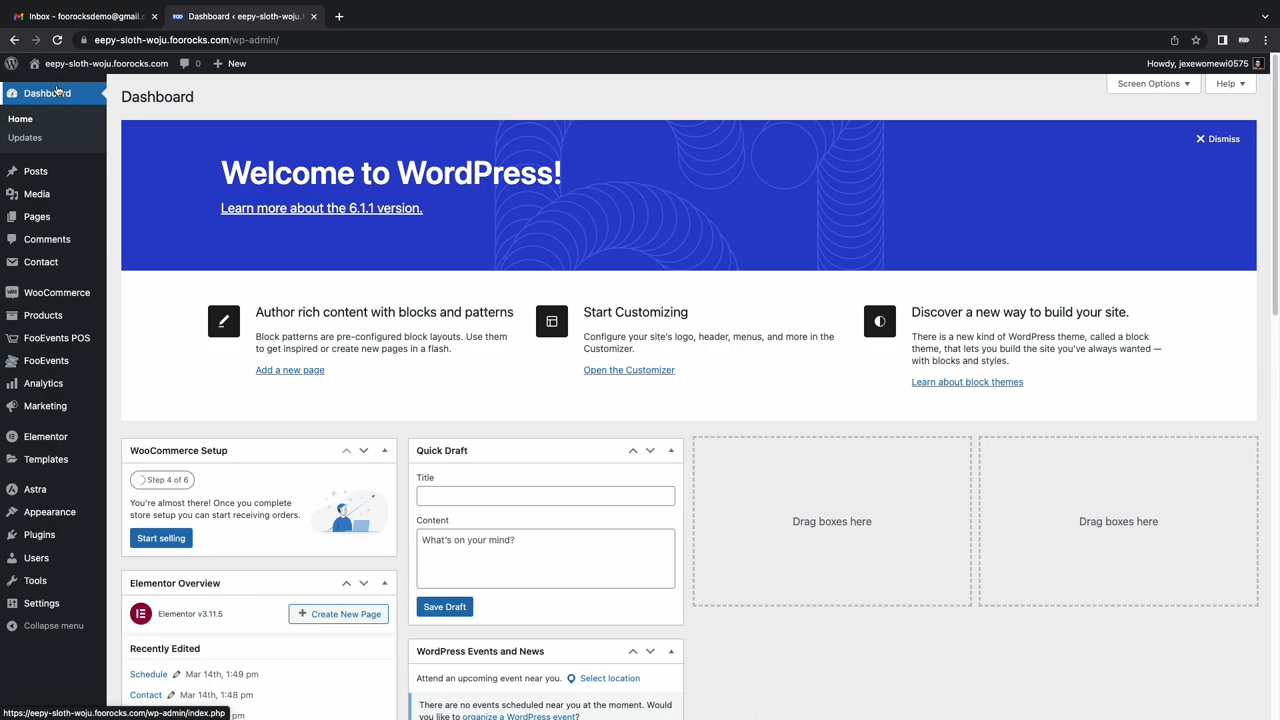 Inbox - foorocksdemo@gmail.c
Dashboard ‹ eepy-sloth-woju.f
eepy-sloth-woju.foorocks.com/wp-admin/
eepy-sloth-woju.foorocks.com
0
New
Howdy, jexewomewi0575
Dashboard
Home
Updates
Posts
Media
Pages
Comments
Contact
WooCommerce
Products
FooEvents POS
FooEvents
Analytics
Marketing
Elementor
Templates
Astra
Appearance
Plugins
Users
Tools
Settings
Collapse menu
Dashboard
Screen Options
Help
Dismiss
Welcome to WordPress!
Learn more about the 6.1.1 version.
Author rich content with blocks and patterns
Block patterns are pre-configured block layouts. Use them
to get inspired or create new pages in a flash.
Add a new page
Start Customizing
Configure your site's logo, header, menus, and more in the
Customizer.
Open the Customizer
Discover a new way to build your site.
There is a new kind of WordPress theme, called a block
theme, that lets you build the site you've always wanted —
with blocks and styles.
Learn about block themes
WooCommerce Setup
Step 4 of 6
You're almost there! Once you complete
store setup you can start receiving orders.
Start selling
Elementor Overview
Elementor v3.11.5
Create New Page
Recently Edited
Schedule Mar 14th, 1:49 pm
Contact Mar 14th, 1:48 pm
pm
Quick Draft
Title
Content
What's on your mind?
Save Draft
WordPress Events and News
Attend an upcoming event near you. Select location
There are no events scheduled near you at the moment. Would
you like to organize a WordPress event?
Drag boxes here
Drag boxes here
https://eepy-sloth-woju.foorocks.com/wp-admin/index.php